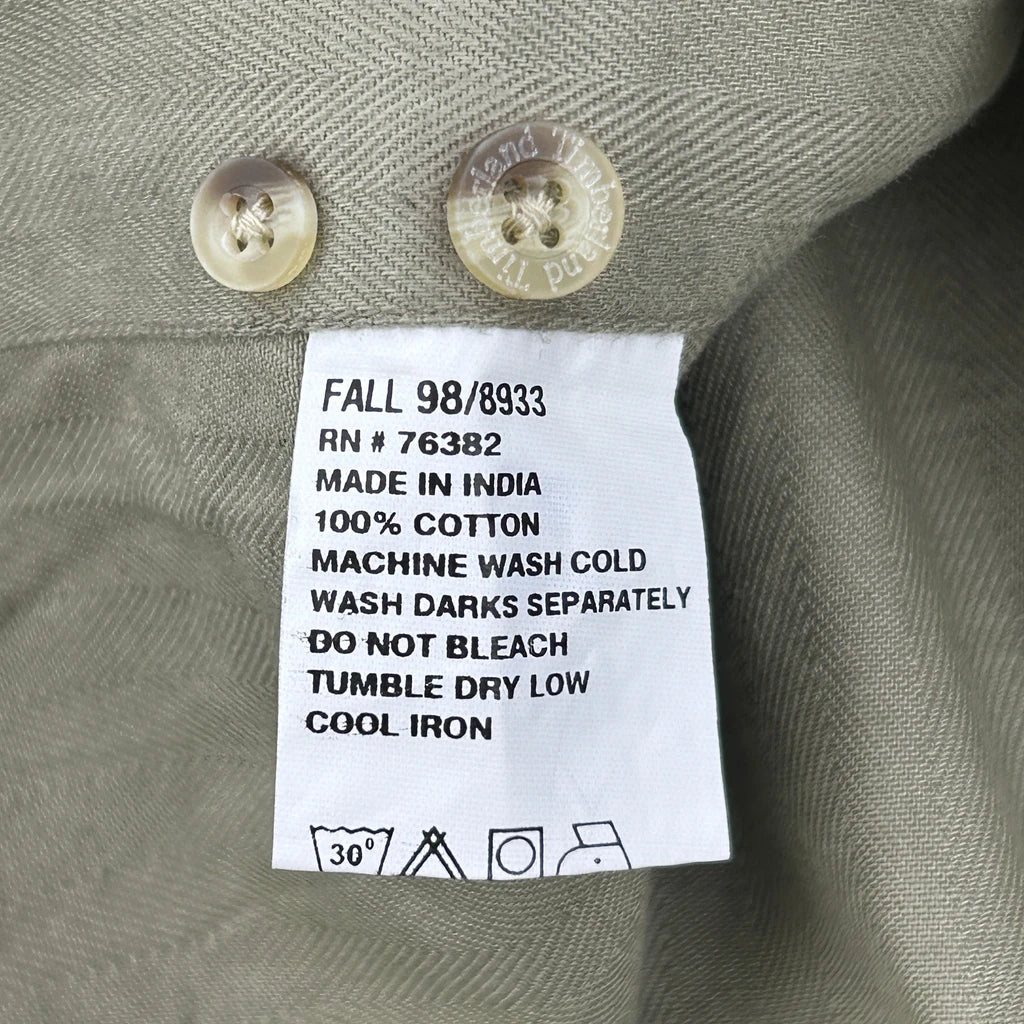 Timberland Timberland
FALL 98/8933
RN # 76382
MADE IN INDIA
100% COTTON
MACHINE WASH COLD
WASH DARKS SEPARATELY
DO NOT BLEACH
TUMBLE DRY LOW
COOL IRON
30°